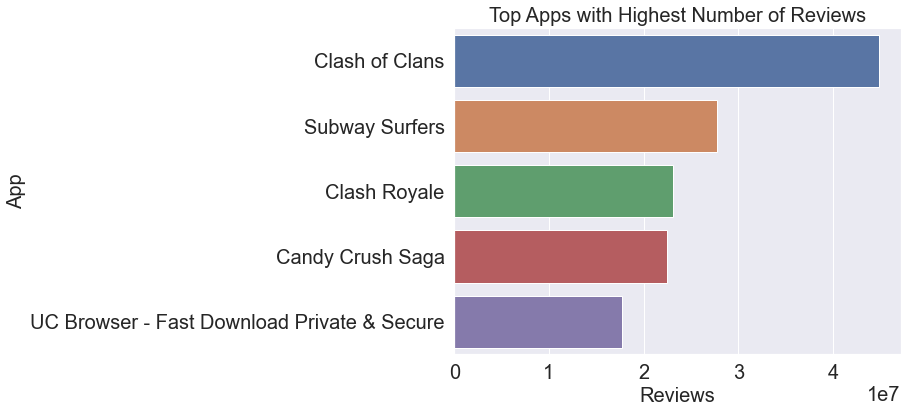 Top Apps with Highest Number of Reviews
Clash of Clans
Subway Surfers
Clash Royale
Candy Crush Saga
UC Browser - Fast Download Private & Secure
App
0 1 2 3 4
1e7
Reviews